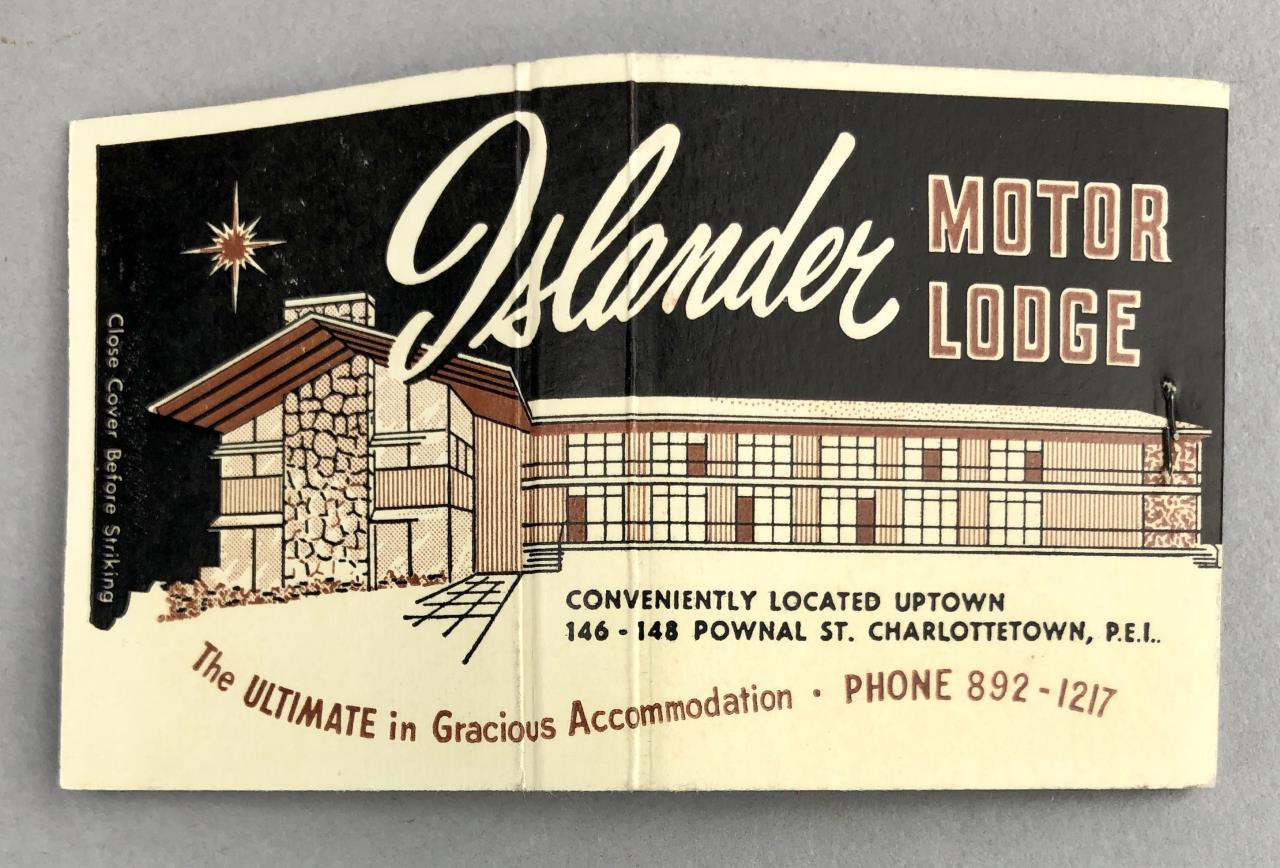 Islander MOTOR
LODGE
Close Cover Before Striking
CONVENIENTLY LOCATED UPTOWN
146 - 148 POWNAL ST. CHARLOTTETOWN, P.E.I..
The ULTIMATE in Gracious Accommodation · PHONE 892-1217